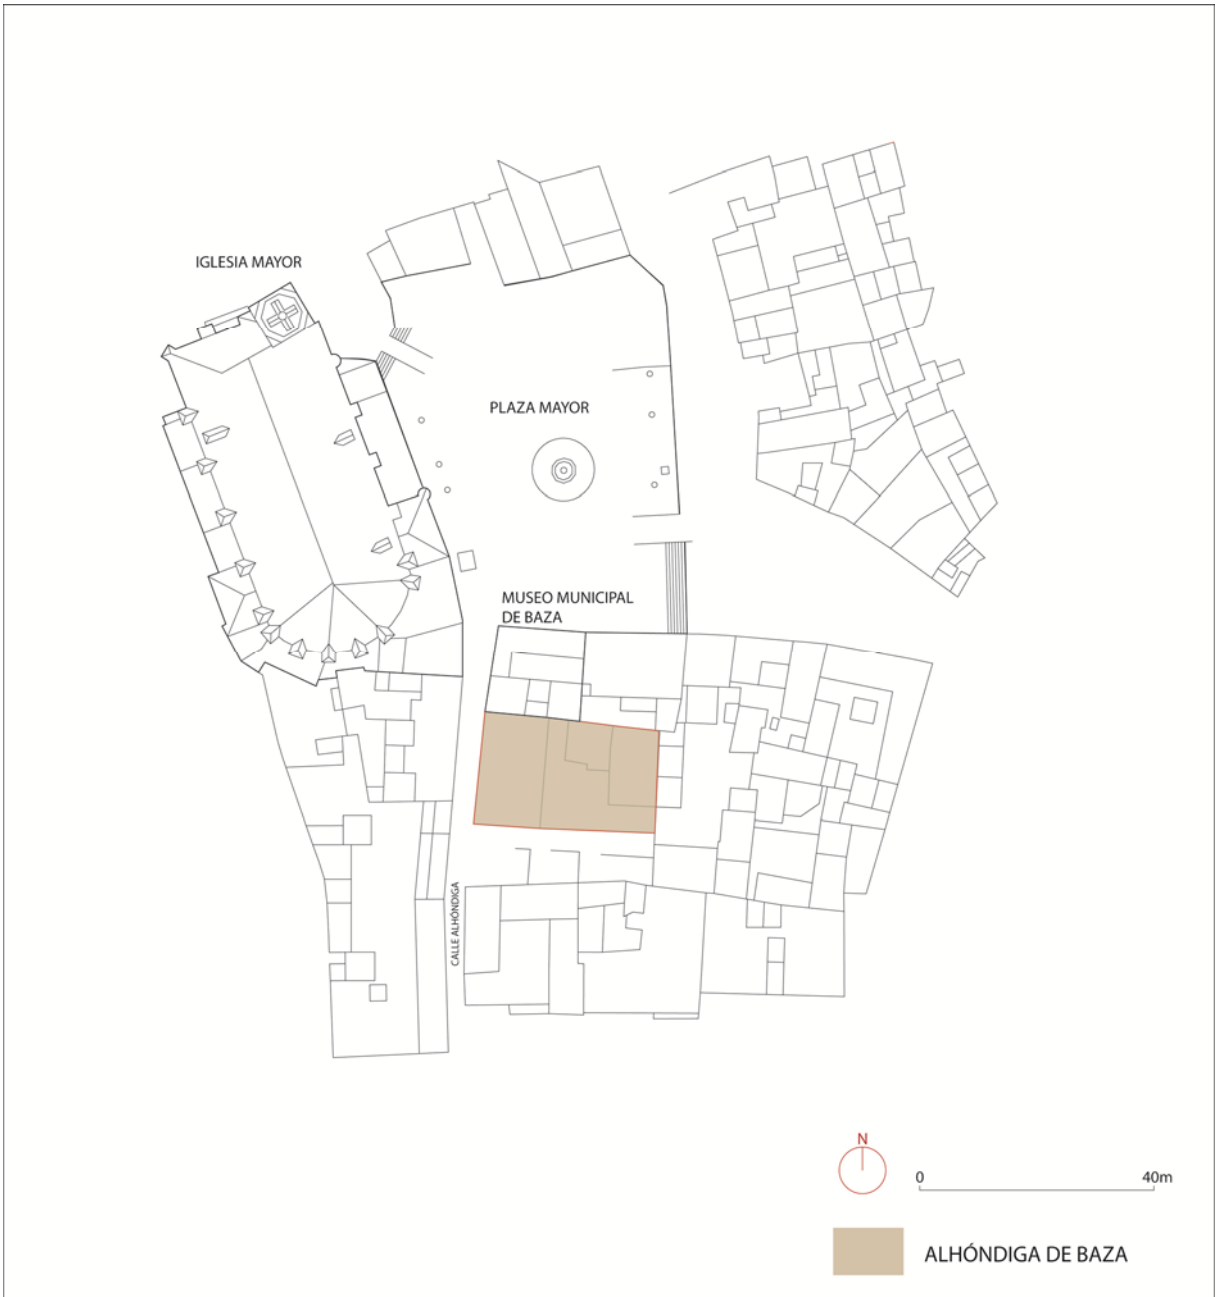 IGLESIA MAYOR
PLAZA MAYOR
MUSEO MUNICIPAL
DE BAZA
CALLE ALHÓNDIGA
N
0 40m
ALHÓNDIGA DE BAZA